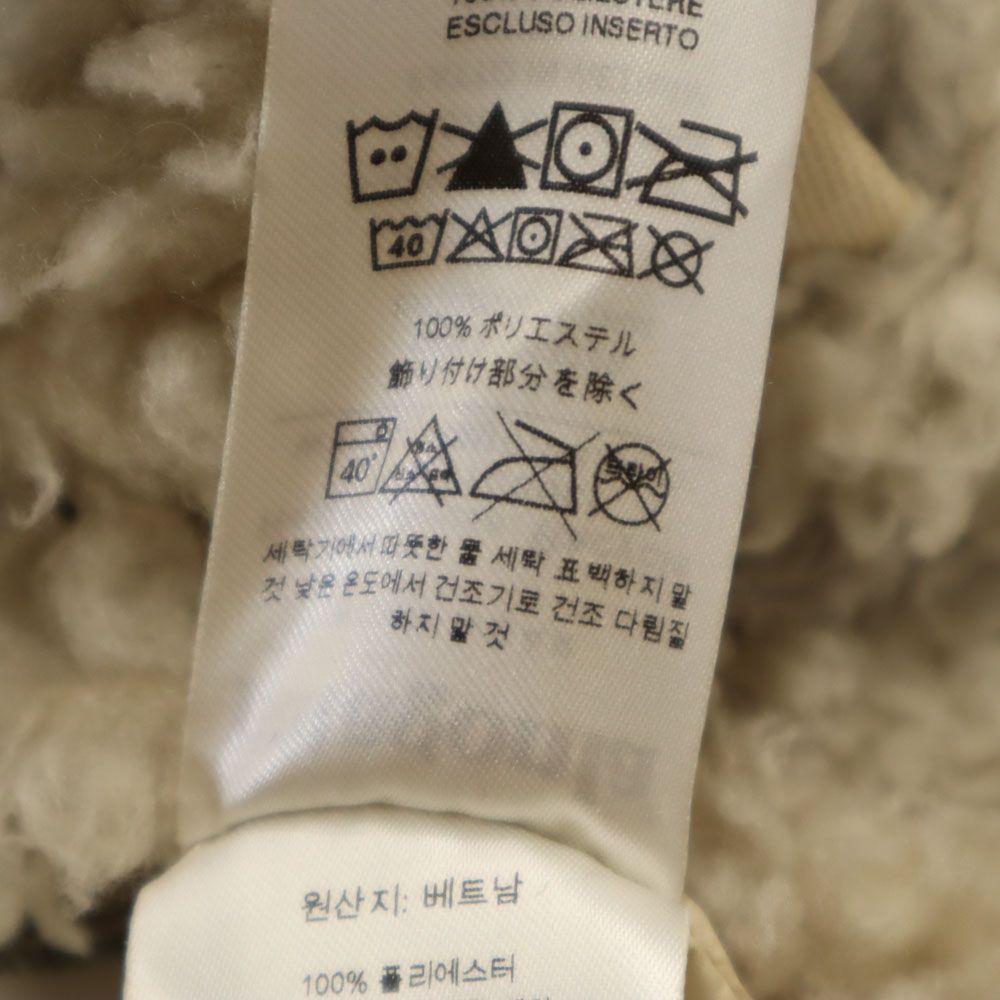 ESCLUSO INSERTO
40
100% ポリエステル
飾り付け部分を除く
40°
세탁기에서 따뜻한 물 세탁 표백하지 말
것 낮은 온도에서 건조기로 건조 다림질
하지 말 것
원산지: 베트남
100% 폴리에스터